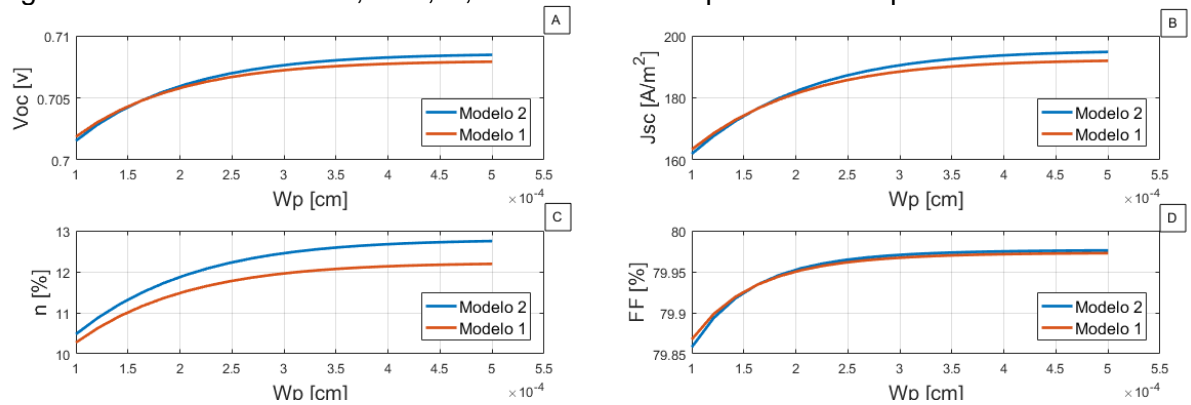 A
0.71
0.705
0.7
Voc [v]
Modelo 2
Modelo 1
1 1.5 2 2.5 3 3.5 4 4.5 5 5.5
Wp [cm]
×10-4
B
200
180
160
Jsc [A/m2]
Modelo 2
Modelo 1
1 1.5 2 2.5 3 3.5 4 4.5 5 5.5
Wp [cm]
×10-4
C
13
12
11
10
n [%]
Modelo 2
Modelo 1
1 1.5 2 2.5 3 3.5 4 4.5 5 5.5
Wp [cm]
×10-4
D
80
79.95
79.9
79.85
FF [%]
Modelo 2
Modelo 1
1 1.5 2 2.5 3 3.5 4 4.5 5 5.5
Wp [cm]
×10-4